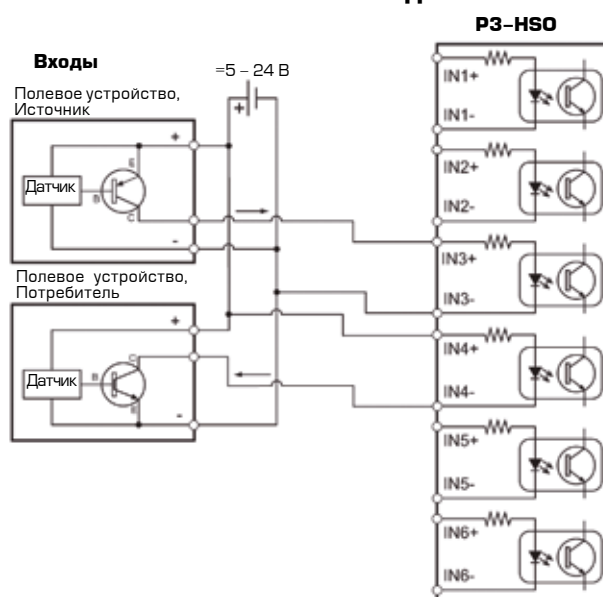 P3-HSO
Входы
=5 – 24 В
Полевое устройство,
Источник
+
+
E
Датчик
B
C
-
Полевое устройство,
Потребитель
+
C
Датчик
B
E
-
IN1+
IN1-
IN2+
IN2-
IN3+
IN3-
IN4+
IN4-
IN5+
IN5-
IN6+
IN6-